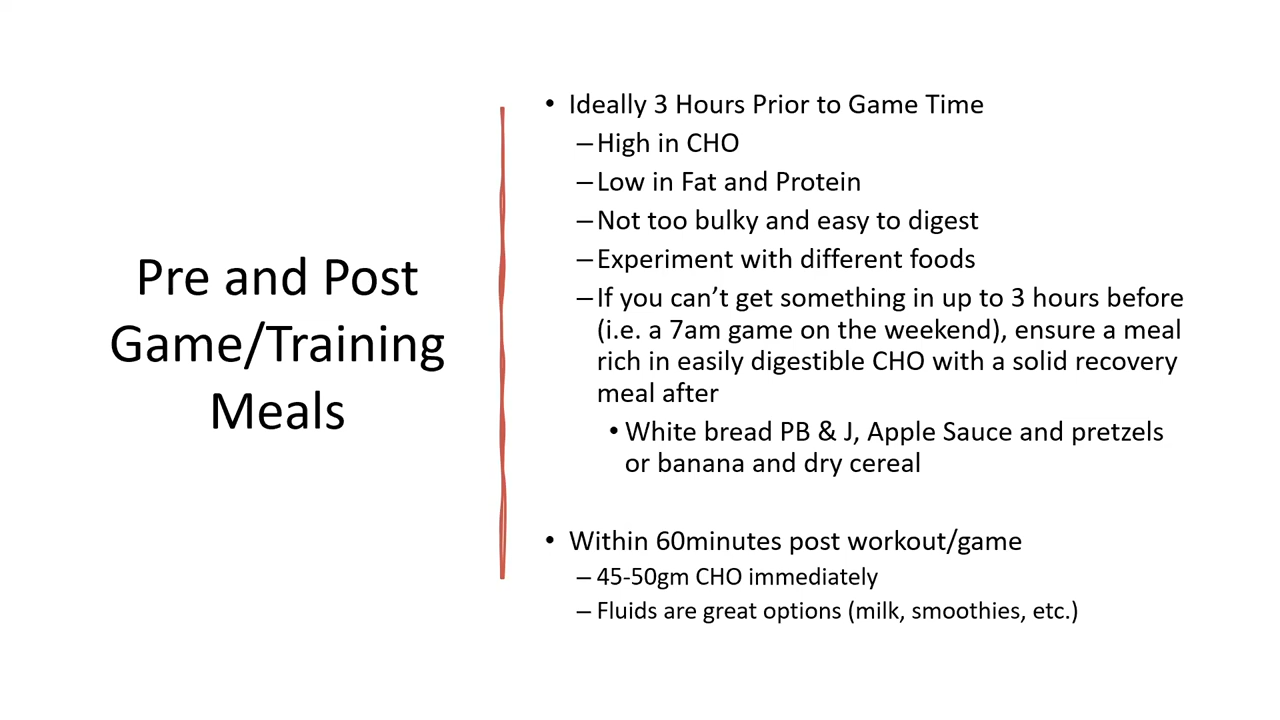 Pre and Post
Game/Training
Meals
• Ideally 3 Hours Prior to Game Time
–High in CHO
–Low in Fat and Protein
–Not too bulky and easy to digest
–Experiment with different foods
–If you can’t get something in up to 3 hours before
(i.e. a 7am game on the weekend), ensure a meal
rich in easily digestible CHO with a solid recovery
meal after
• White bread PB & J, Apple Sauce and pretzels
or banana and dry cereal
• Within 60minutes post workout/game
– 45-50gm CHO immediately
– Fluids are great options (milk, smoothies, etc.)